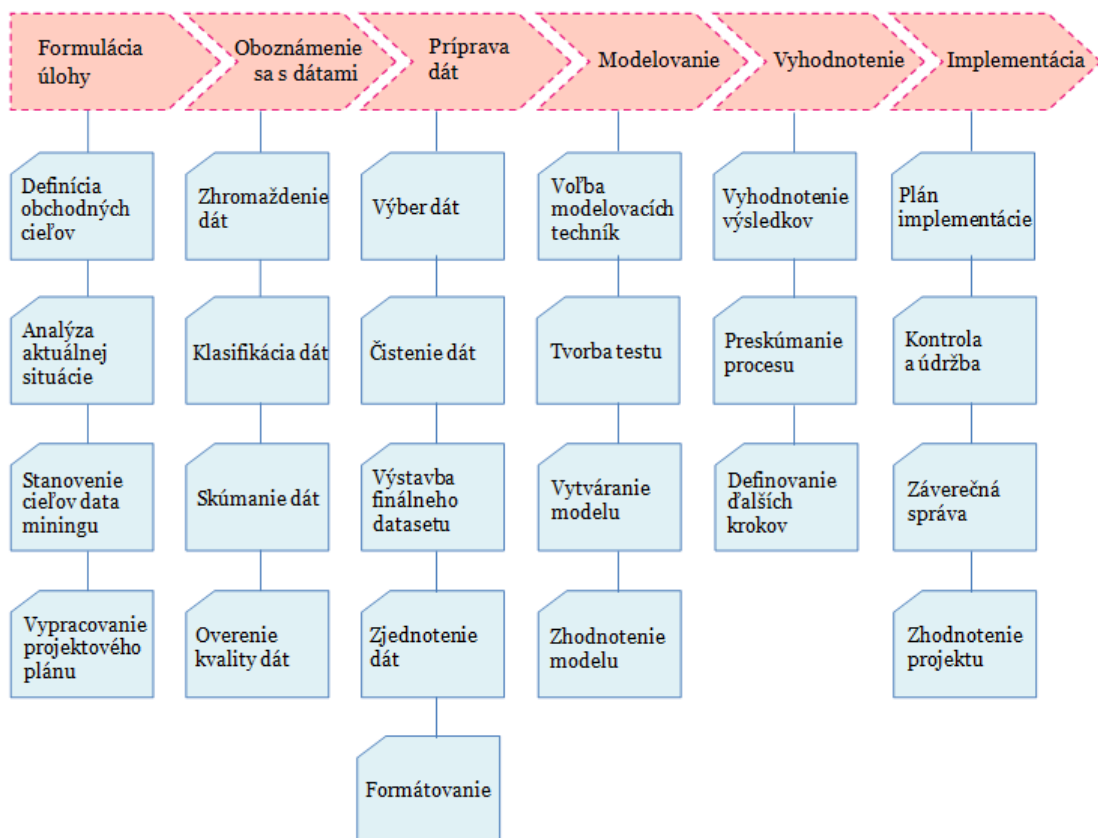 Formulácia
úlohy
Oboznámenie
sa s dátami
Príprava
dát
Modelovanie
Vyhodnotenie
Implementácia
Definícia
obchodných
cieľov
Analýza
aktuálnej
situácie
Stanovenie
cieľov data
miningu
Vypracovanie
projektového
plánu
Zhromaždenie
dát
Klasifikácia dát
Skúmanie dát
Overenie
kvality dát
Výber dát
Čistenie dát
Výstavba
finálneho
datasetu
Zjednotenie
dát
Formátovanie
Voľba
modelovacích
techník
Tvorba testu
Vytváranie
modelu
Zhodnotenie
modelu
Vyhodnotenie
výsledkov
Preskúmanie
procesu
Definovanie
ďalších
krokov
Plán
implementácie
Kontrola
a údržba
Záverečná
správa
Zhodnotenie
projektu